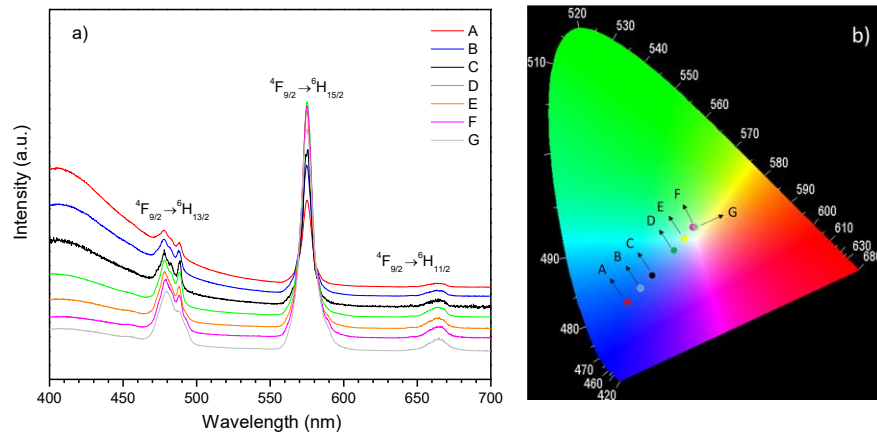 a)
A
B
C
D
E
F
G
⁴F₉/₂→⁶H₁₅/₂
⁴F₉/₂→⁶H₁₃/₂
⁴F₉/₂→⁶H₁₁/₂
Intensity (a.u.)
400 450 500 550 600 650 700
Wavelength (nm)
b)
520
530
540
510
550
560
570
580
590
600
610
630
680
490
480
470
460
420
F
E
G
D
C
B
A